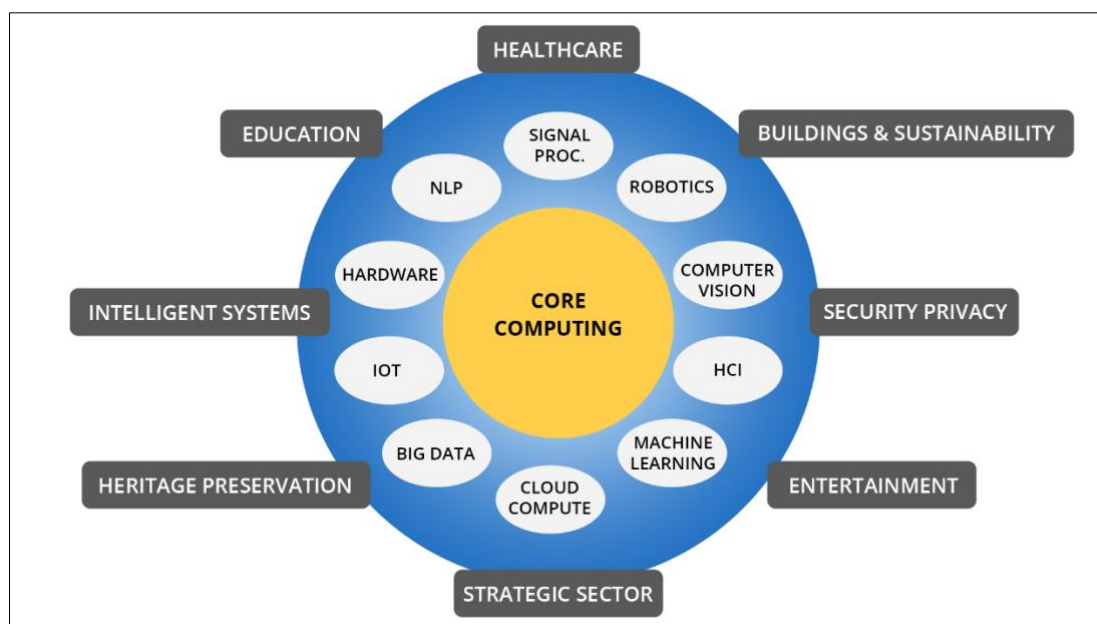 HEALTHCARE
EDUCATION
BUILDINGS & SUSTAINABILITY
SIGNAL
PROC.
NLP
ROBOTICS
HARDWARE
COMPUTER
VISION
INTELLIGENT SYSTEMS
CORE
COMPUTING
SECURITY PRIVACY
IOT
HCI
BIG DATA
MACHINE
LEARNING
HERITAGE PRESERVATION
CLOUD
COMPUTE
ENTERTAINMENT
STRATEGIC SECTOR